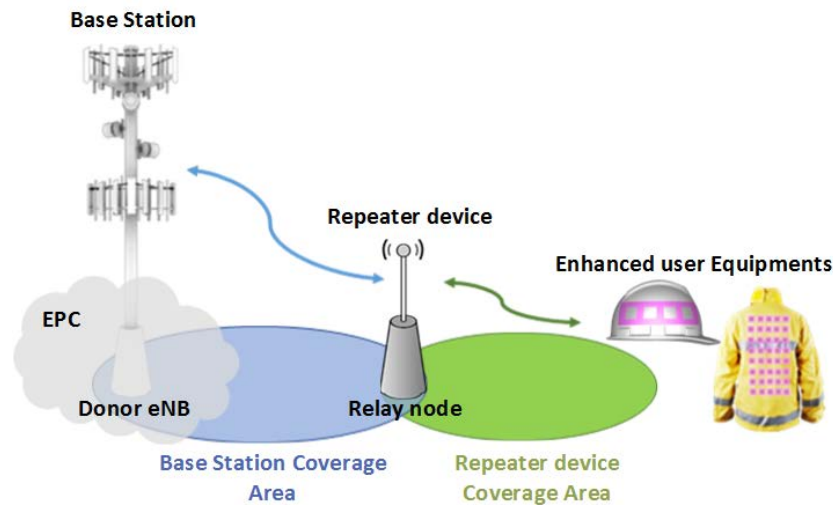 Base Station
Repeater device
Enhanced user Equipments
EPC
Donor eNB
Relay node
Base Station Coverage
Area
Repeater device
Coverage Area